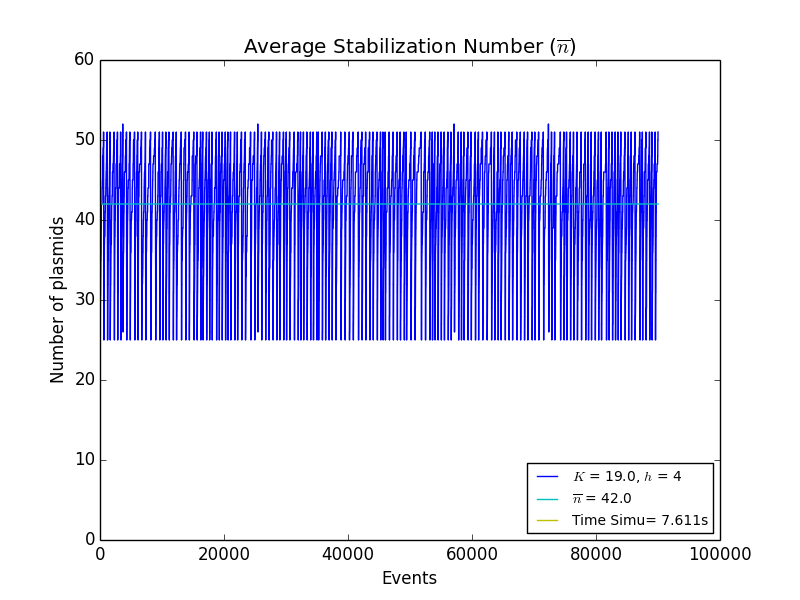 Average Stabilization Number (n̅)
60
50
40
30
20
10
0
Number of plasmids
0 20000 40000 60000 80000 100000
Events
K = 19.0, h = 4
n̅ = 42.0
Time Simu= 7.611s